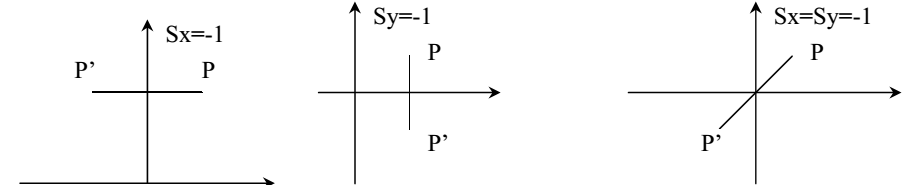 Sx=-1
P’ P
Sy=-1
P
P’
Sx=Sy=-1
P
P’